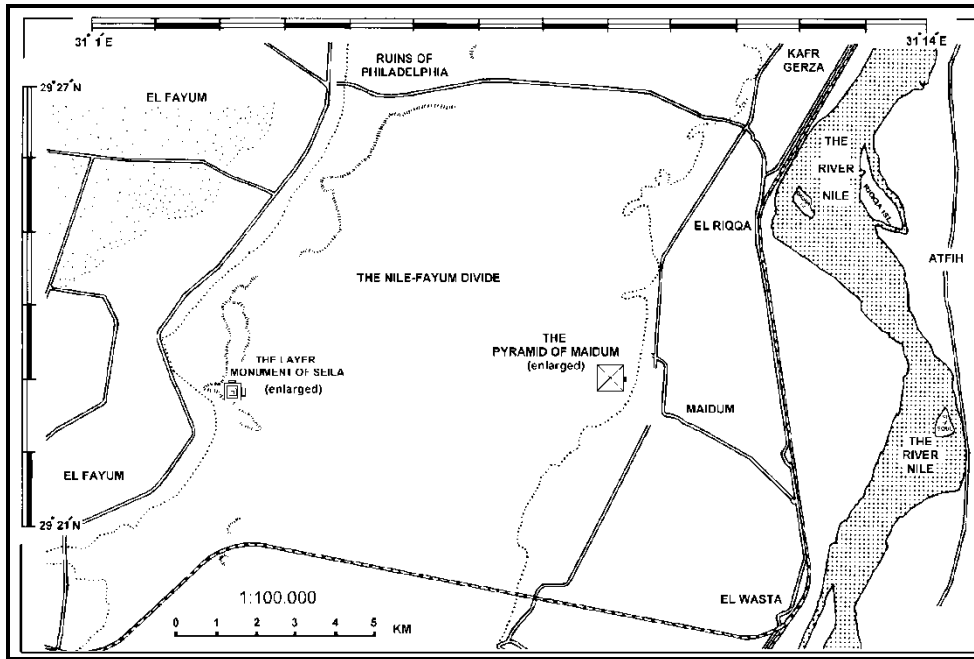 31° 1' E
31° 14' E
RUINS OF
PHILADELPHIA
KAFR
GERZA
29° 27' N
EL FAYUM
THE
RIVER
NILE
RIQQA ISL.
EL RIQQA
ATFIH
THE NILE-FAYUM DIVIDE
THE
PYRAMID OF MAIDUM
(enlarged)
THE LAYER
MONUMENT OF SEILA
(enlarged)
MAIDUM
THE
RIVER
NILE
EL FAYUM
29° 21' N
1:100.000
EL WASTA
0 1 2 3 4 5 KM